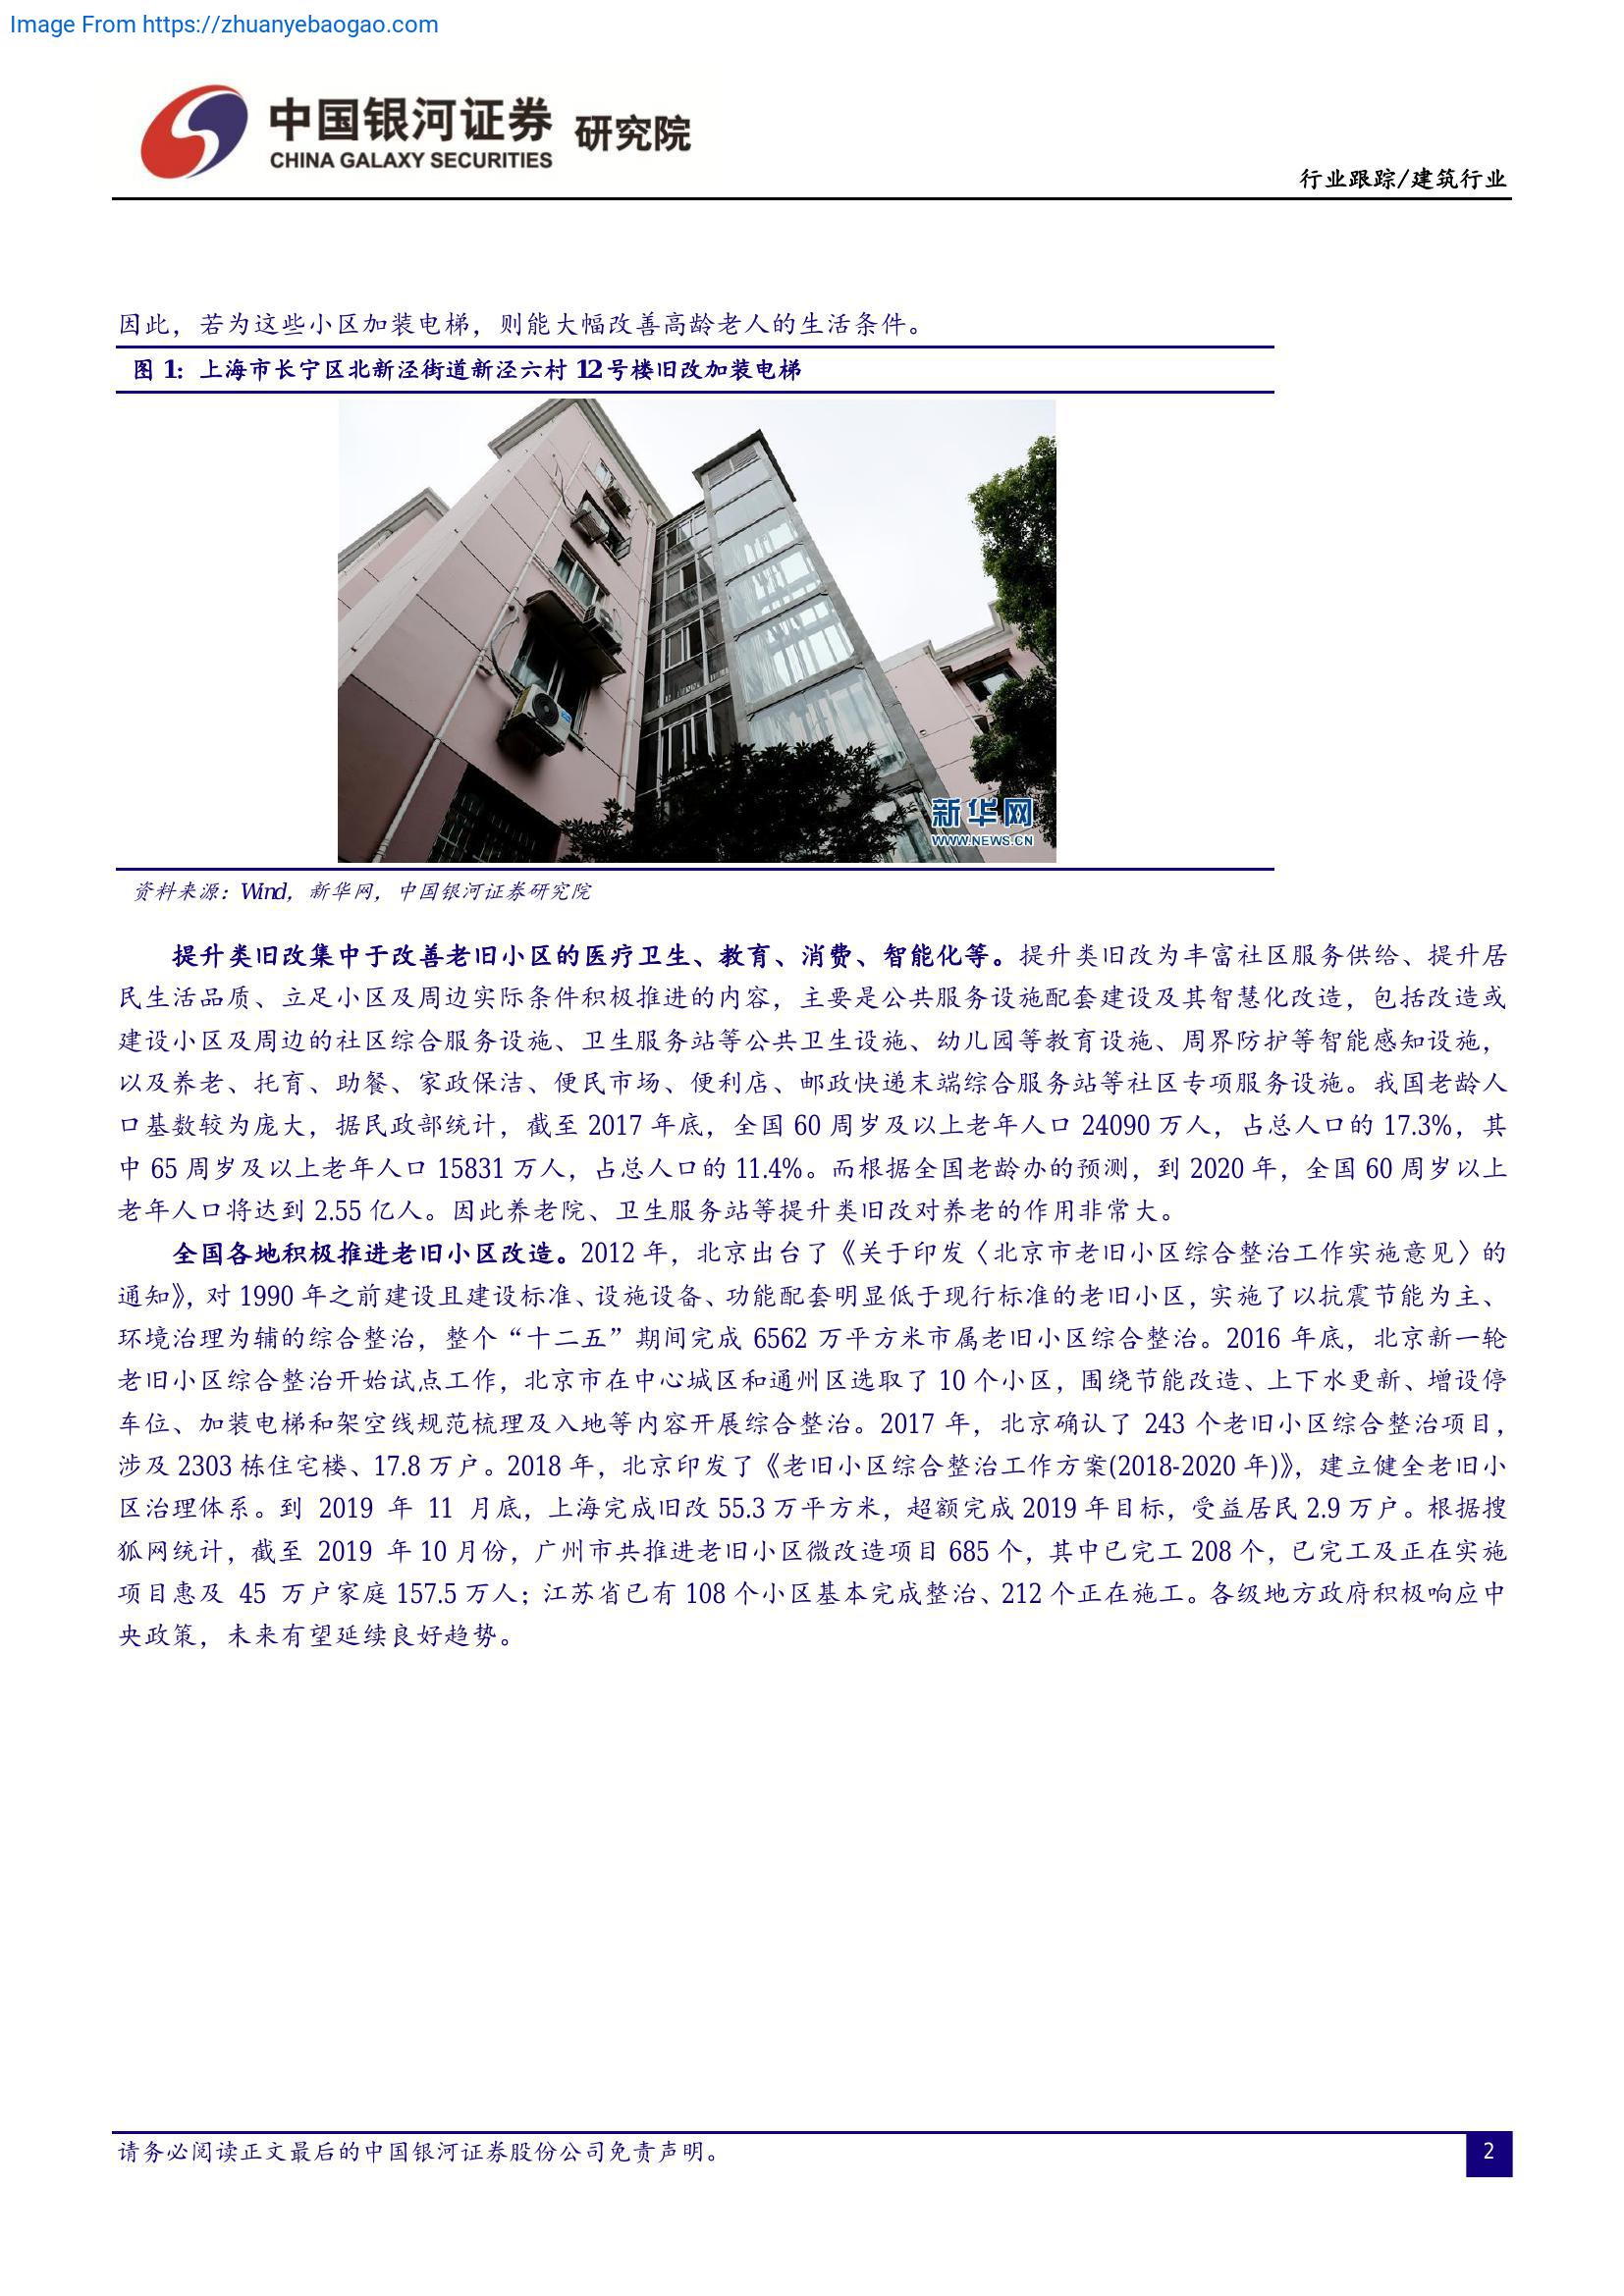 Image From https://zhuanyebaogao.com
中国银河证券 研究院
CHINA GALAXY SECURITIES
行业跟踪/建筑行业
因此，若为这些小区加装电梯，则能大幅改善高龄老人的生活条件。
图 1：上海市长宁区北新泾街道新泾六村 12 号楼旧改加装电梯
新华网
WWW.NEWS.CN
资料来源：Wind，新华网，中国银河证券研究院
提升类旧改集中于改善老旧小区的医疗卫生、教育、消费、智能化等。提升类旧改为丰富社区服务供给、提升居
民生活品质、立足小区及周边实际条件积极推进的内容，主要是公共服务设施配套建设及其智慧化改造，包括改造或
建设小区及周边的社区综合服务设施、卫生服务站等公共卫生设施、幼儿园等教育设施、周界防护等智能感知设施，
以及养老、托育、助餐、家政保洁、便民市场、便利店、邮政快递末端综合服务站等社区专项服务设施。我国老龄人
口基数较为庞大，据民政部统计，截至 2017 年底，全国 60 周岁及以上老年人口 24090 万人，占总人口的 17.3%，其
中 65 周岁及以上老年人口 15831 万人，占总人口的 11.4%。而根据全国老龄办的预测，到 2020 年，全国 60 周岁以上
老年人口将达到 2.55 亿人。因此养老院、卫生服务站等提升类旧改对养老的作用非常大。
全国各地积极推进老旧小区改造。2012 年，北京出台了《关于印发〈北京市老旧小区综合整治工作实施意见〉的
通知》，对 1990 年之前建设且建设标准、设施设备、功能配套明显低于现行标准的老旧小区，实施了以抗震节能为主、
环境治理为辅的综合整治，整个“十二五”期间完成 6562 万平方米市属老旧小区综合整治。2016 年底，北京新一轮
老旧小区综合整治开始试点工作，北京市在中心城区和通州区选取了 10 个小区，围绕节能改造、上下水更新、增设停
车位、加装电梯和架空线规范梳理及入地等内容开展综合整治。2017 年，北京确认了 243 个老旧小区综合整治项目，
涉及 2303 栋住宅楼、17.8 万户。2018 年，北京印发了《老旧小区综合整治工作方案(2018-2020 年)》，建立健全老旧小
区治理体系。到 2019 年 11 月底，上海完成旧改 55.3 万平方米，超额完成 2019 年目标，受益居民 2.9 万户。根据搜
狐网统计，截至 2019 年 10 月份，广州市共推进老旧小区微改造项目 685 个，其中已完工 208 个，已完工及正在实施
项目惠及 45 万户家庭 157.5 万人；江苏省已有 108 个小区基本完成整治、212 个正在施工。各级地方政府积极响应中
央政策，未来有望延续良好趋势。
请务必阅读正文最后的中国银河证券股份公司免责声明。
2